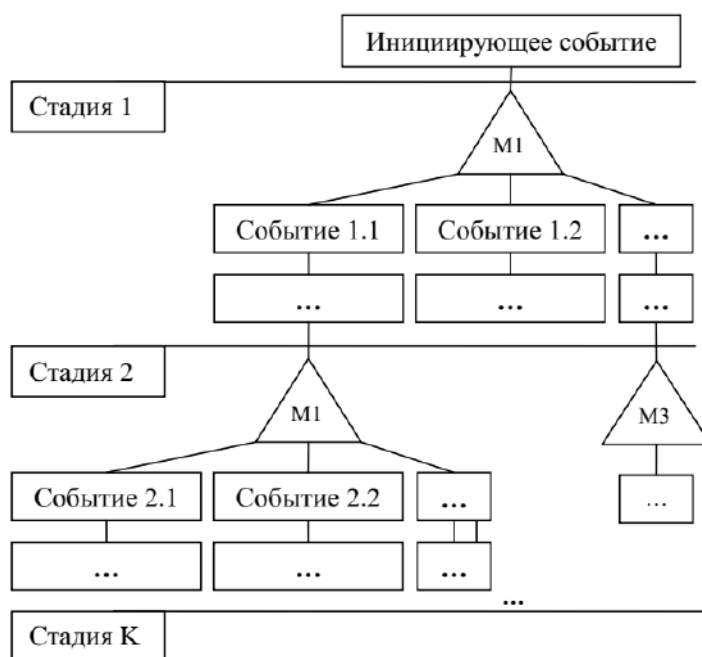 Инициирующее событие
Стадия 1
М1
Событие 1.1 Событие 1.2 ...
... ... ...
Стадия 2
М1 М3
Событие 2.1 Событие 2.2 ... ...
... ... ...
...
Стадия К